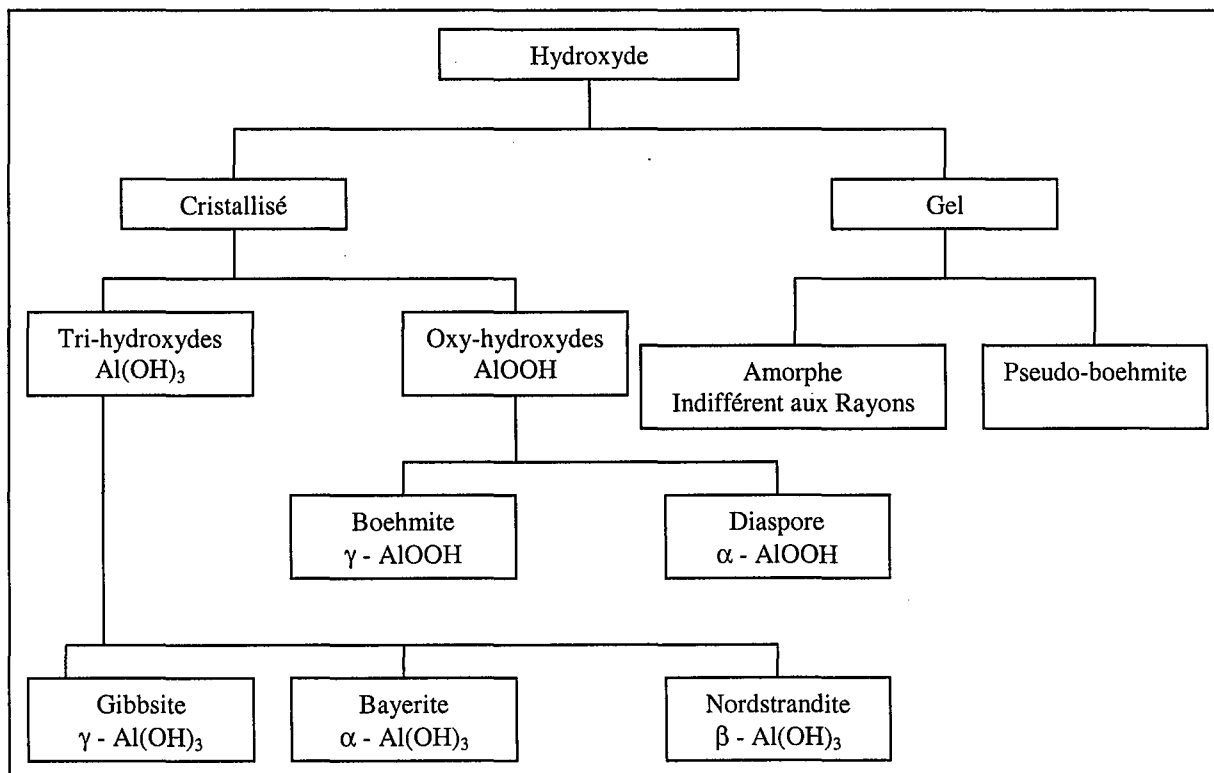 Hydroxyde
Cristallisé
Gel
Tri-hydroxydes
Al(OH)₃
Oxy-hydroxydes
AlOOH
Amorphe
Indifférent aux Rayons
Pseudo-boehmite
Boehmite
γ - AlOOH
Diaspore
α - AlOOH
Gibbsite
γ - Al(OH)₃
Bayerite
α - Al(OH)₃
Nordstrandite
β - Al(OH)₃